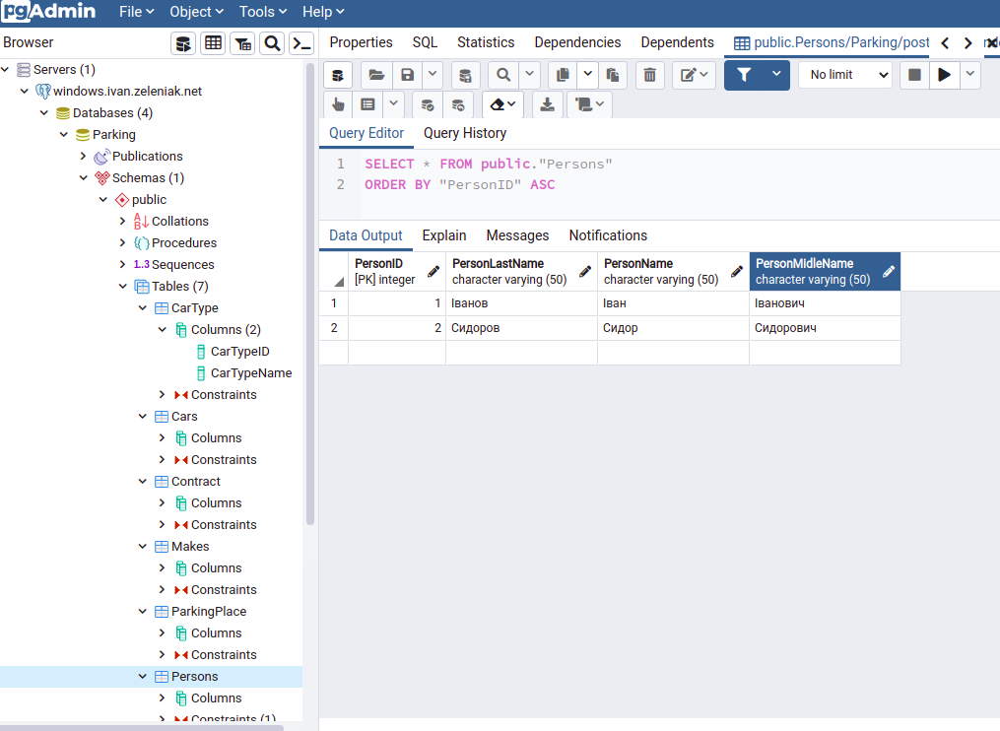 pgAdmin File Object Tools Help
Browser
Properties SQL Statistics Dependencies Dependents public.Persons/Parking/post
Servers (1)
windows.ivan.zeleniak.net
Databases (4)
Parking
Publications
Schemas (1)
public
Collations
Procedures
1.3 Sequences
Tables (7)
CarType
Columns (2)
CarTypeID
CarTypeName
Constraints
Cars
Columns
Constraints
Contract
Columns
Constraints
Makes
Columns
Constraints
ParkingPlace
Columns
Constraints
Persons
Columns
Constraints (1)
No limit
Query Editor Query History
1 SELECT * FROM public."Persons"
2 ORDER BY "PersonID" ASC
Data Output Explain Messages Notifications
PersonID PersonLastName PersonName PersonMidleName
[PK] integer character varying (50) character varying (50) character varying (50)
1 1 Іванов Іван Іванович
2 2 Сидоров Сидор Сидорович